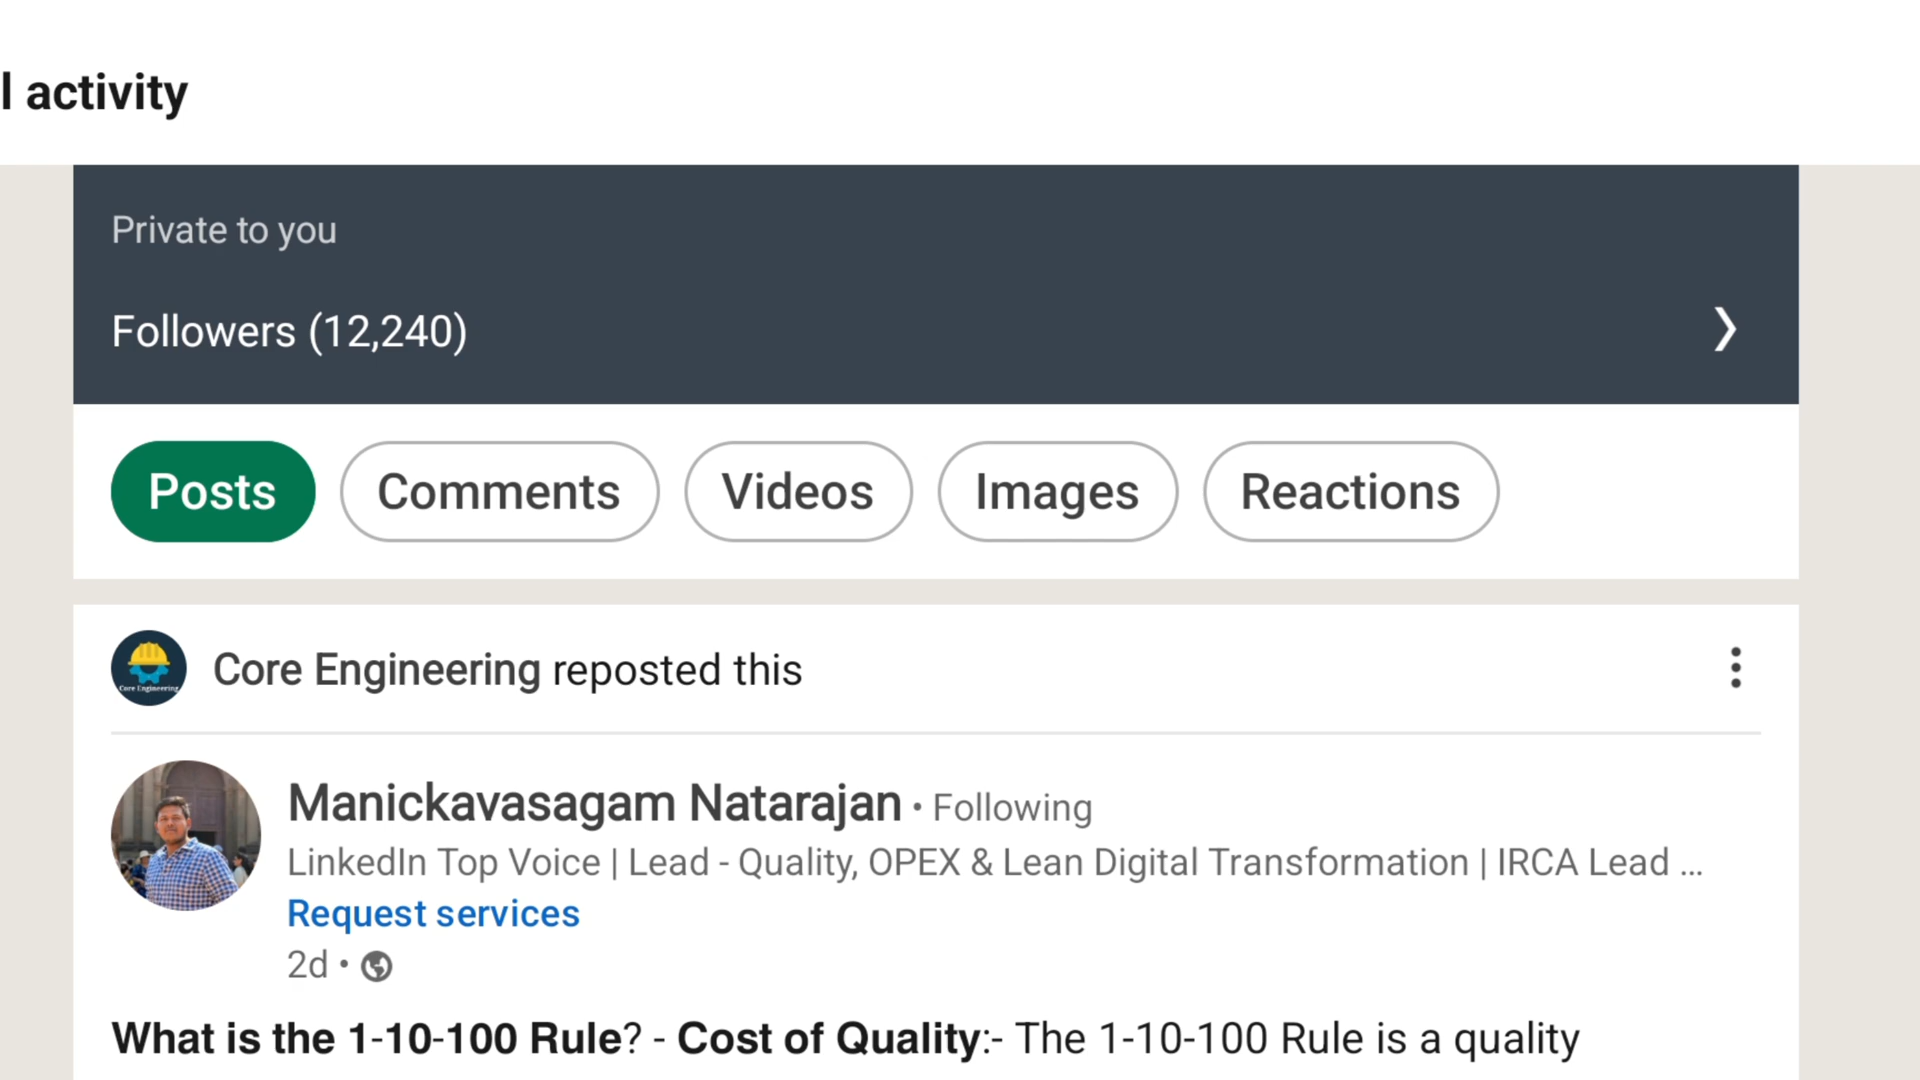 l activity
Private to you
Followers (12,240)
Posts
Comments
Videos
Images
Reactions
Core Engineering
Core Engineering reposted this
Manickavasagam Natarajan • Following
LinkedIn Top Voice | Lead - Quality, OPEX & Lean Digital Transformation | IRCA Lead ...
Request services
2d •
What is the 1-10-100 Rule? - Cost of Quality:- The 1-10-100 Rule is a quality